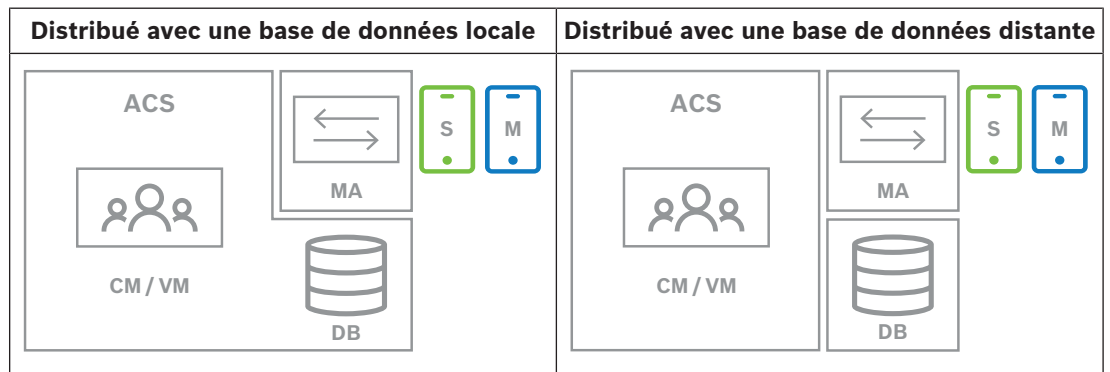 Distribué avec une base de données locale
Distribué avec une base de données distante
ACS
S
M
MA
CM / VM
DB
ACS
S
M
MA
CM / VM
DB